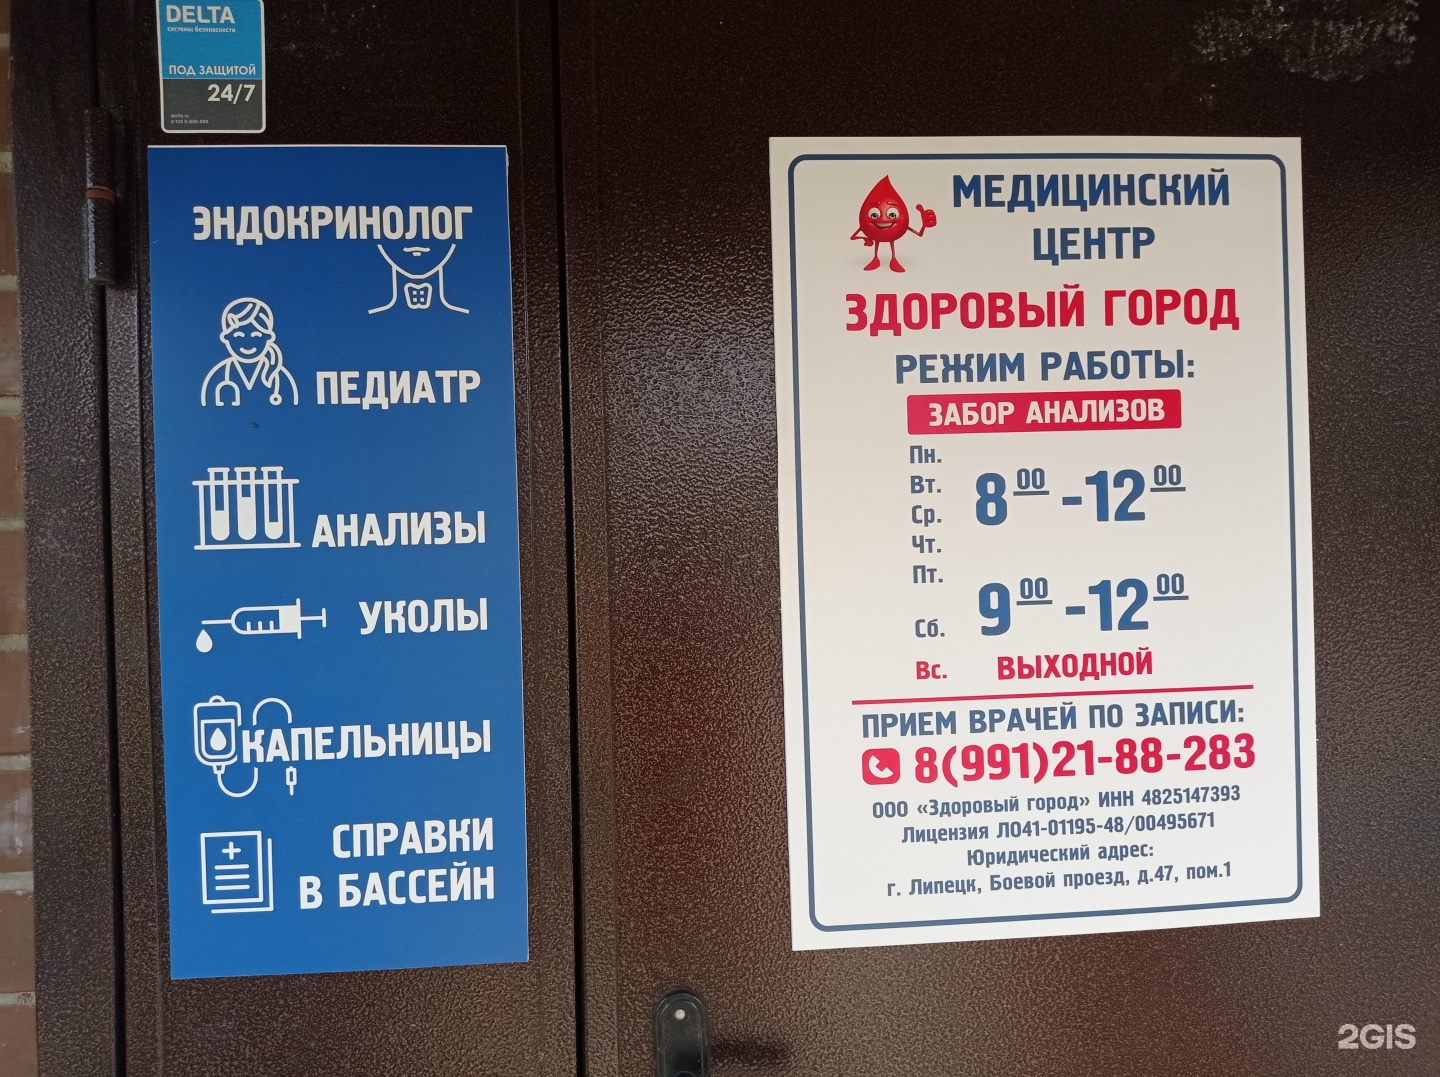 DELTA
системы безопасности
ПОД ЗАЩИТОЙ
24/7
delta.ru
ЭНДОКРИНОЛОГ
ПЕДИАТР
АНАЛИЗЫ
УКОЛЫ
КАПЕЛЬНИЦЫ
СПРАВКИ
В БАССЕЙН
МЕДИЦИНСКИЙ
ЦЕНТР
ЗДОРОВЫЙ ГОРОД
РЕЖИМ РАБОТЫ:
ЗАБОР АНАЛИЗОВ
Пн.
Вт.
Ср.
Чт.
Пт.
8 00 -12 00
Сб.
9 00 -12 00
Вс. ВЫХОДНОЙ
ПРИЕМ ВРАЧЕЙ ПО ЗАПИСИ:
8(991)21-88-283
ООО «Здоровый город» ИНН 4825147393
Лицензия ЛО41-01195-48/00495671
Юридический адрес:
г. Липецк, Боевой проезд, д.47, пом.1
2GIS